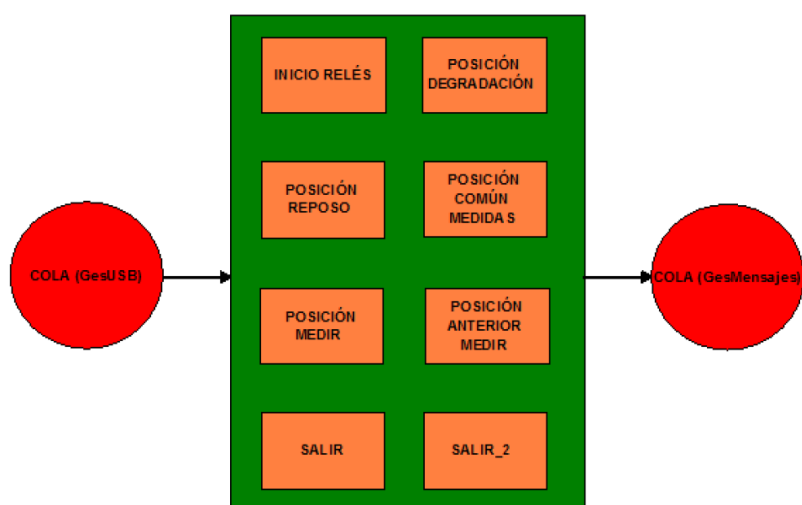 INICIO RELÉS
POSICIÓN
DEGRADACIÓN
POSICIÓN
REPOSO
POSICIÓN
COMÚN
MEDIDAS
COLA (GesUSB)
COLA (GesMensajes)
POSICIÓN
MEDIR
POSICIÓN
ANTERIOR
MEDIR
SALIR
SALIR_2